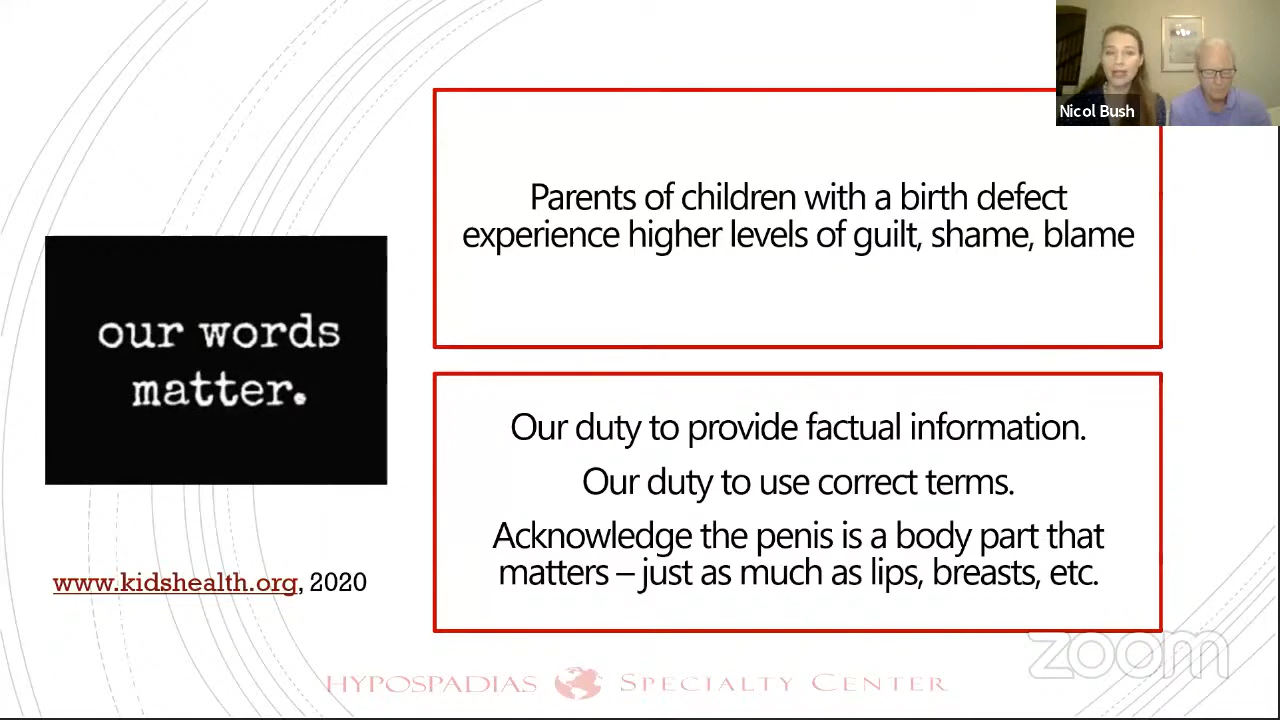 Nicol Bush
Parents of children with a birth defect
experience higher levels of guilt, shame, blame
our words
matter.
Our duty to provide factual information.
Our duty to use correct terms.
Acknowledge the penis is a body part that
matters – just as much as lips, breasts, etc.
www.kidshealth.org, 2020
zoom
HYPOSPADIAS SPECIALTY CENTER